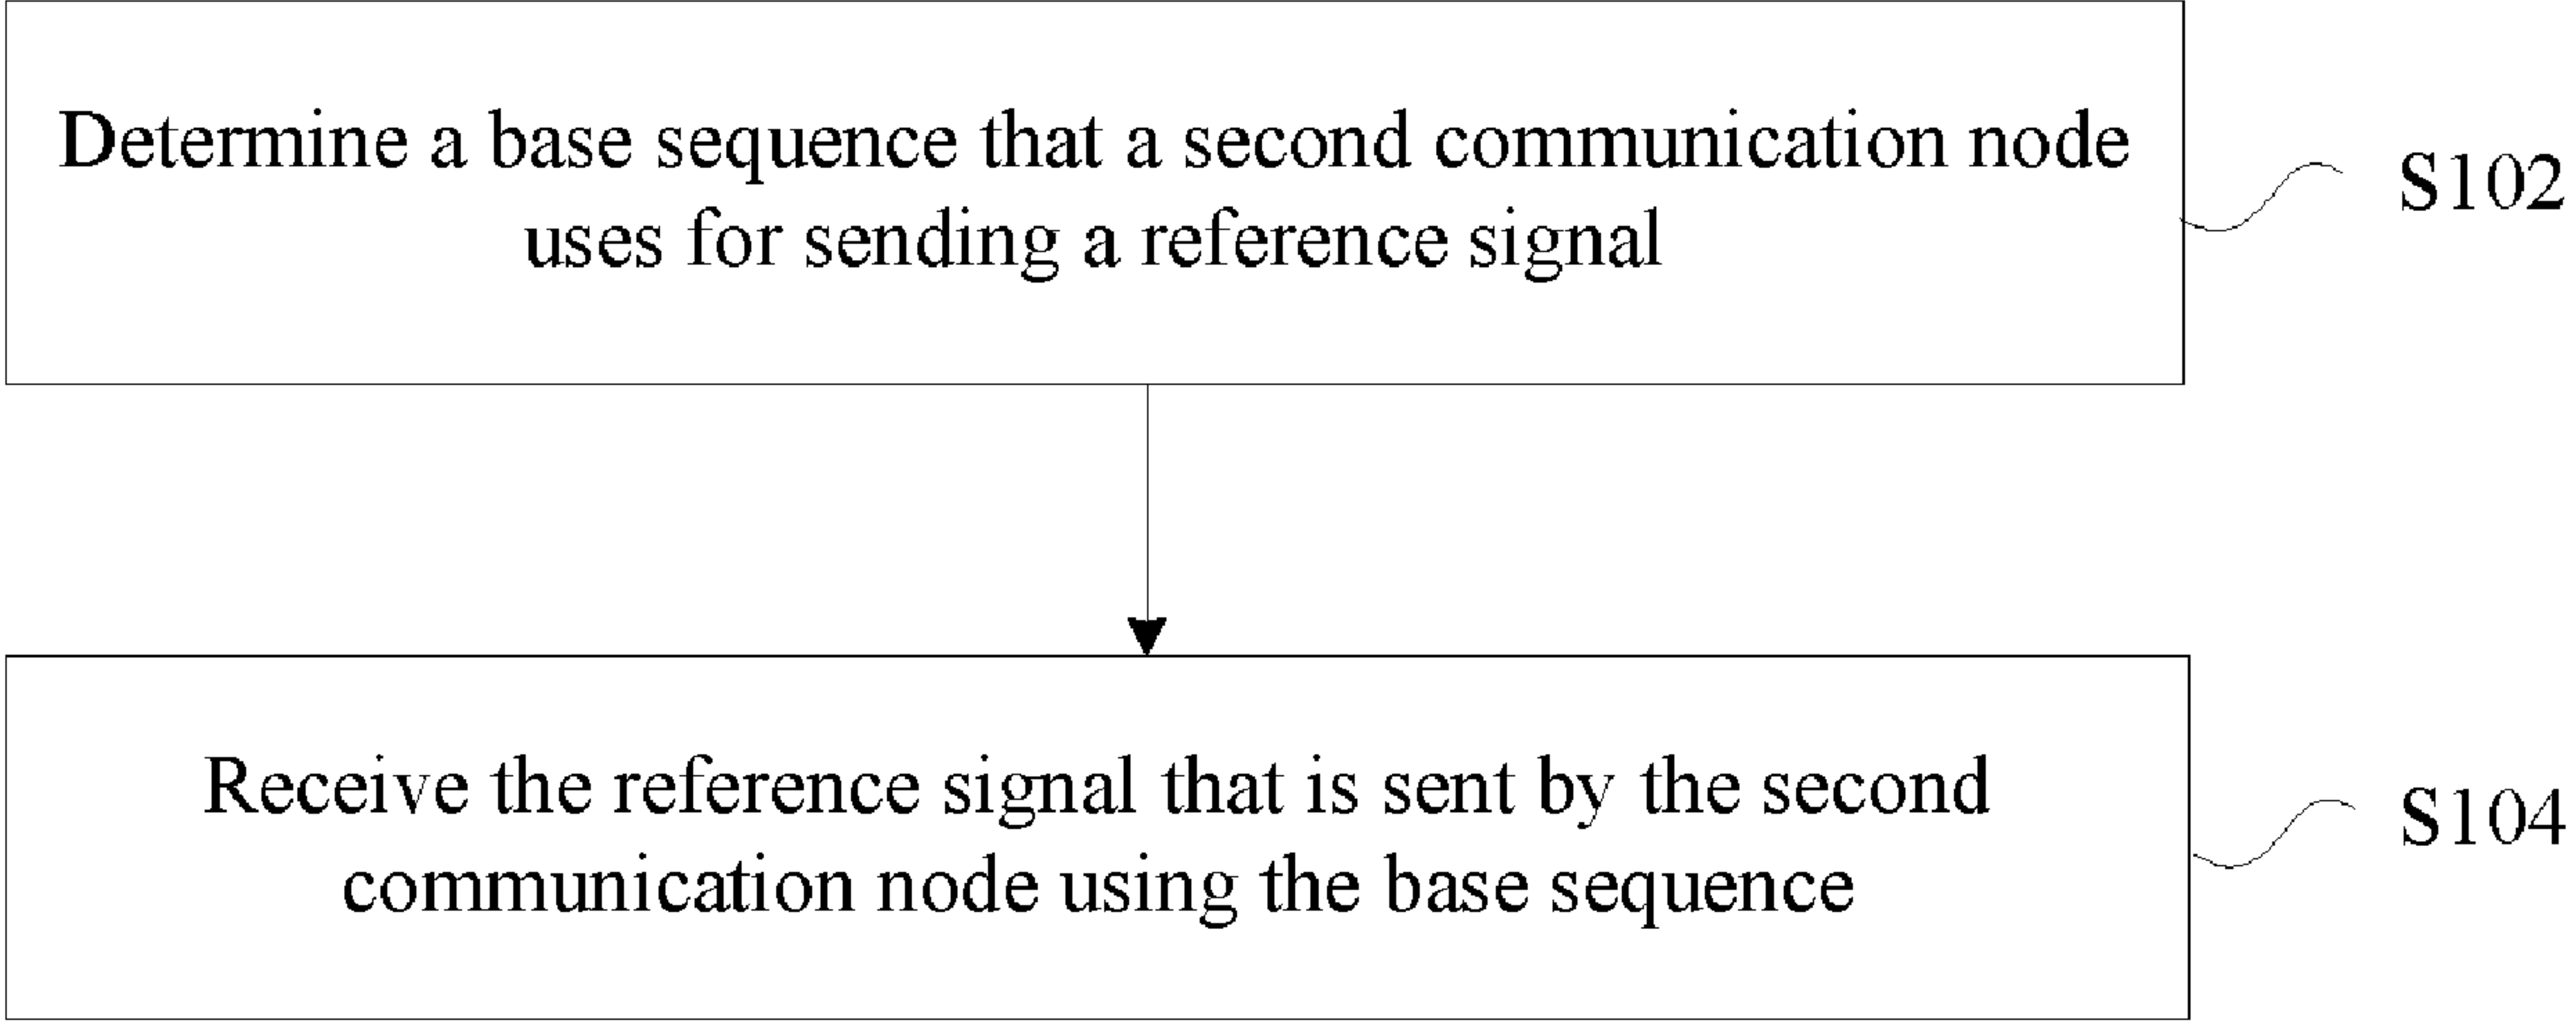 Determine a base sequence that a second communication node
uses for sending a reference signal
S102
Receive the reference signal that is sent by the second
communication node using the base sequence
S104